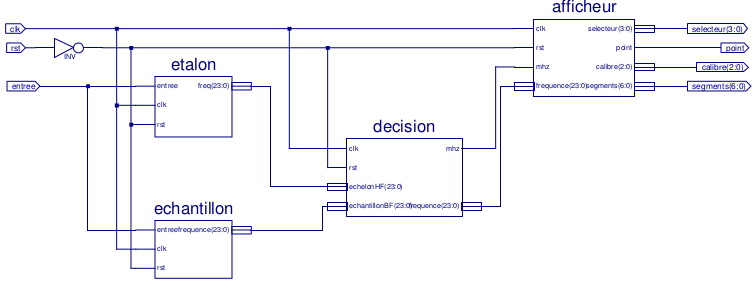 afficheur
clk
clk
selecteur(3:0)
selecteur(3:0)
rst
INV
rst
point
point
mhz
calibre(2:0)
calibre(2:0)
frequence(23:0)
segments(6:0)
segments(6:0)
etalon
entree
entree
freq(23:0)
clk
rst
decision
clk
mhz
rst
echelonHF(23:0)
echantillonBF(23:0)
frequence(23:0)
echantillon
entree
frequence(23:0)
clk
rst